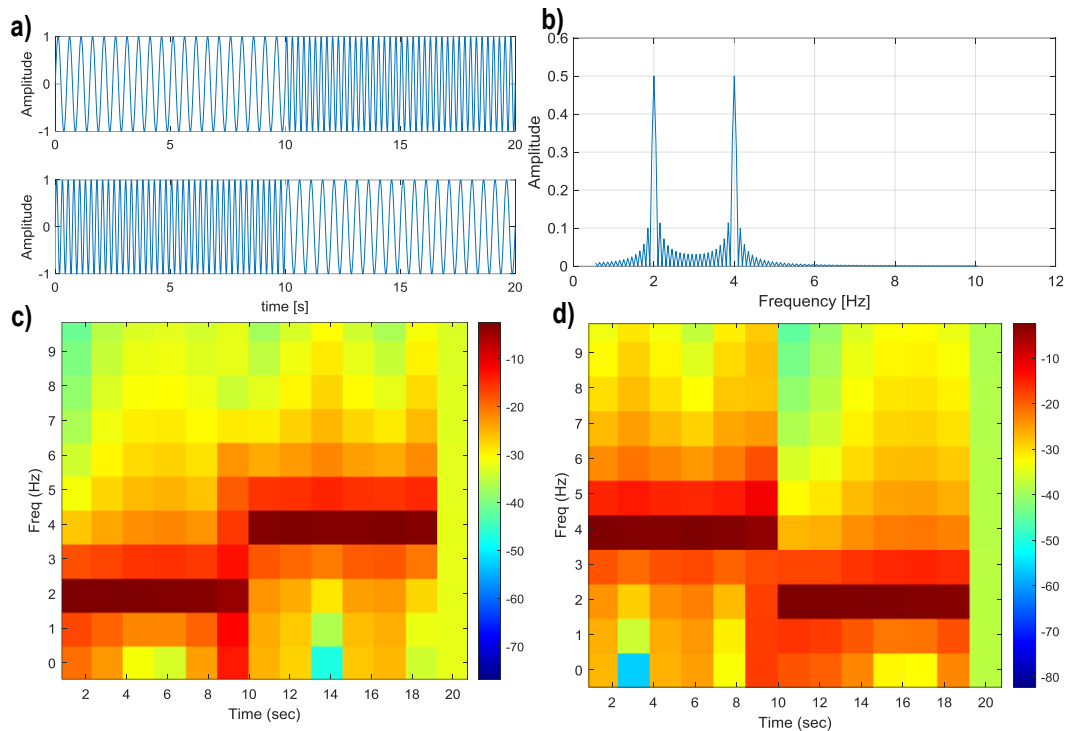 a)
Amplitude
1
0
-1
0 5 10 15 20
Amplitude
1
0
-1
0 5 10 15 20
time [s]
b)
Amplitude
0.6
0.5
0.4
0.3
0.2
0.1
0
0 2 4 6 8 10 12
Frequency [Hz]
c)
Freq (Hz)
9
8
7
6
5
4
3
2
1
0
2 4 6 8 10 12 14 16 18 20
Time (sec)
-10
-20
-30
-40
-50
-60
-70
d)
Freq (Hz)
9
8
7
6
5
4
3
2
1
0
2 4 6 8 10 12 14 16 18 20
Time (sec)
-10
-20
-30
-40
-50
-60
-70
-80